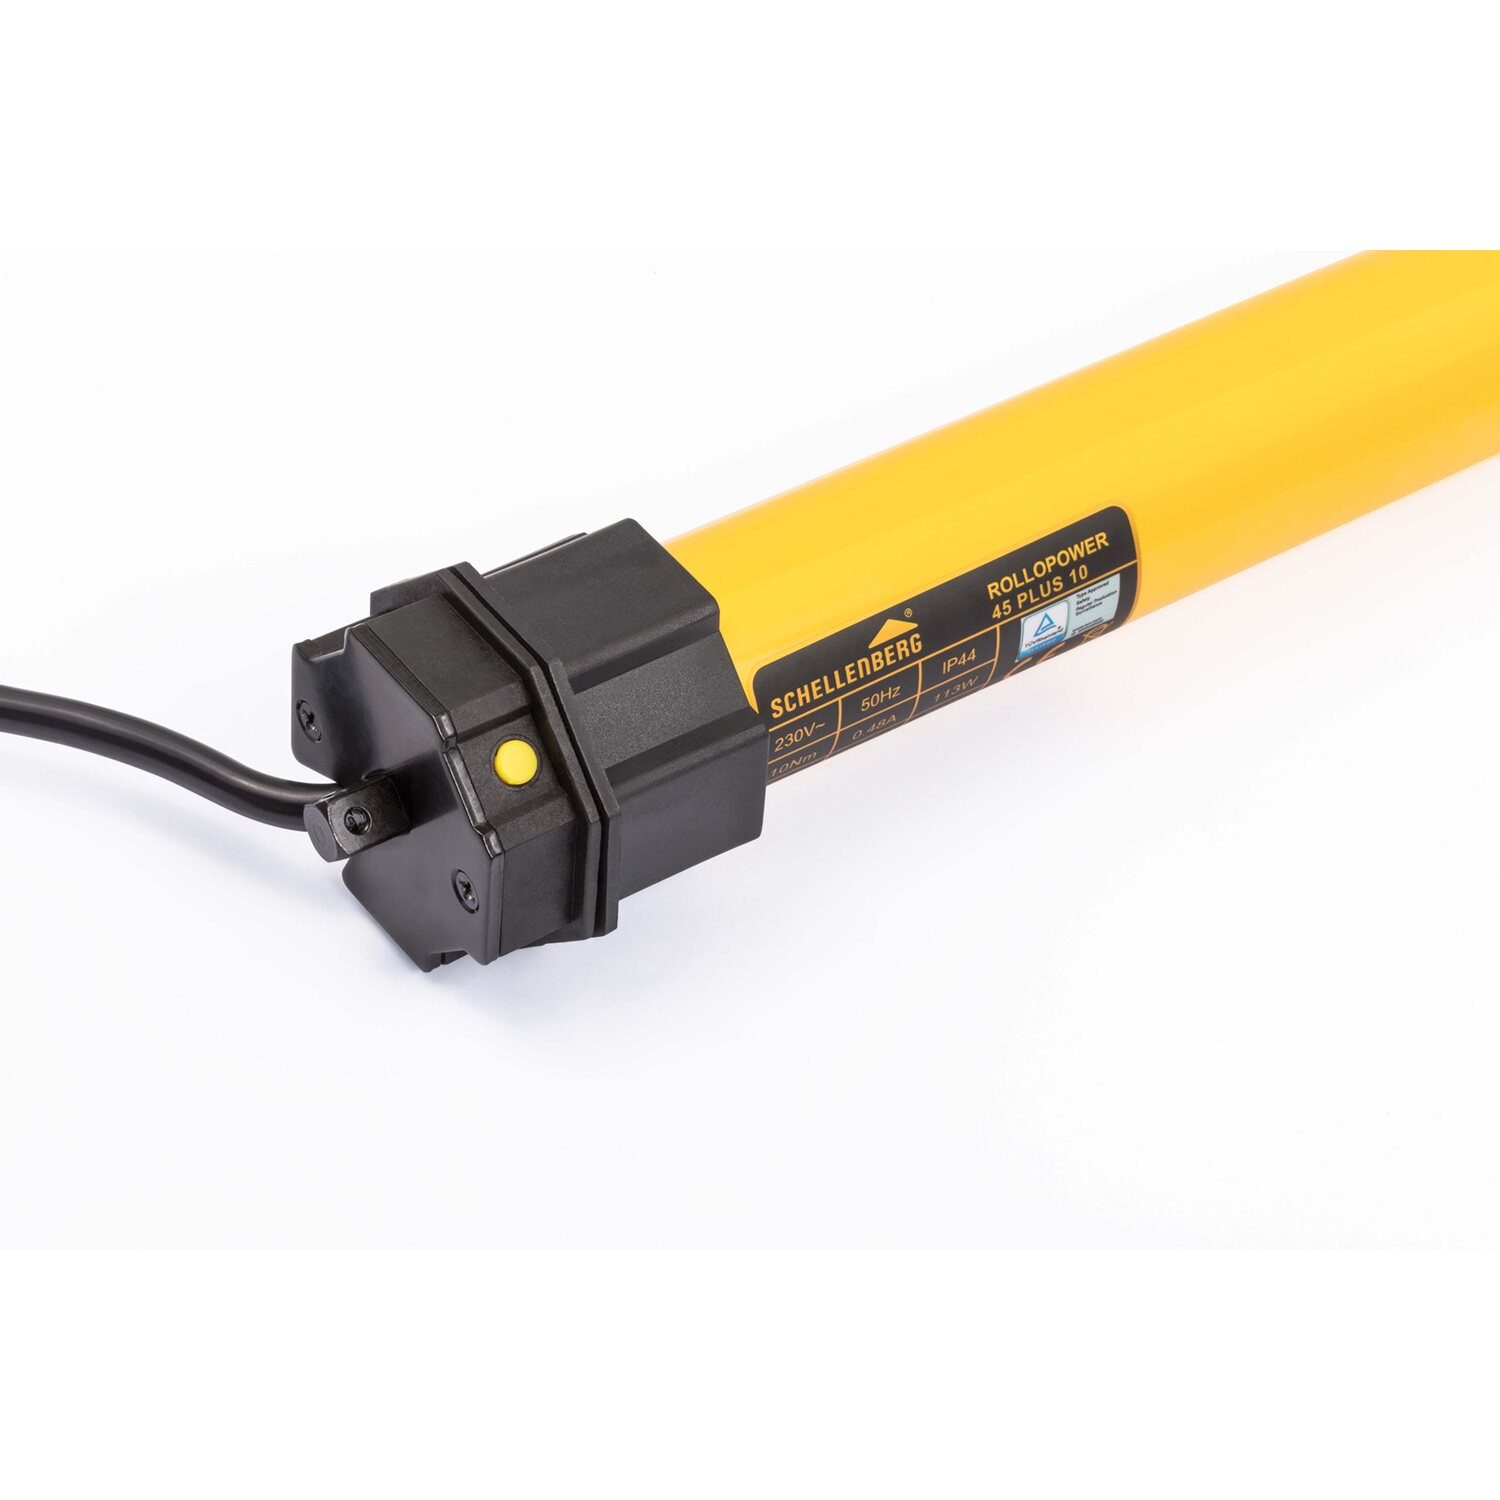 SCHELLENBERG®
230V~ 50Hz IP44
10Nm 0.48A 113W
ROLLOPOWER
45 PLUS 10
TÜVRheinland
Type Approved
Safety
Regular Production
Surveillance